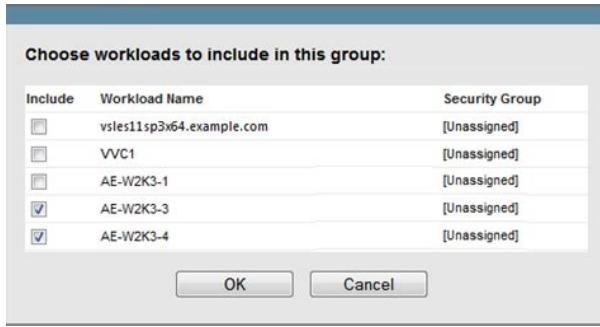 Choose workloads to include in this group:
Include Workload Name Security Group
vsles11sp3x64.example.com [Unassigned]
VVC1 [Unassigned]
AE-W2K3-1 [Unassigned]
AE-W2K3-3 [Unassigned]
AE-W2K3-4 [Unassigned]
OK Cancel